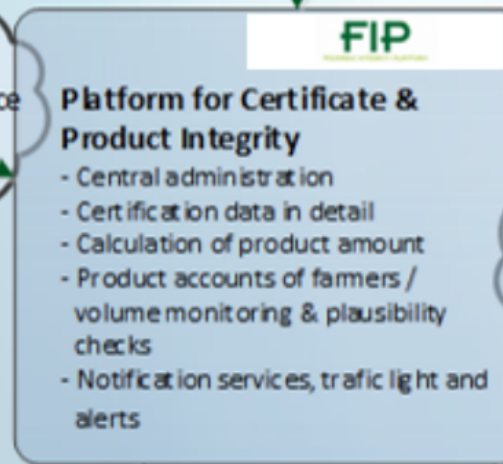 FIP
ce
Platform for Certificate &
Product Integrity
- Central administration
- Certification data in detail
- Calculation of product amount
- Product accounts of farmers /
volume monitoring & plausibility
checks
- Notification services, trafic light and
alerts